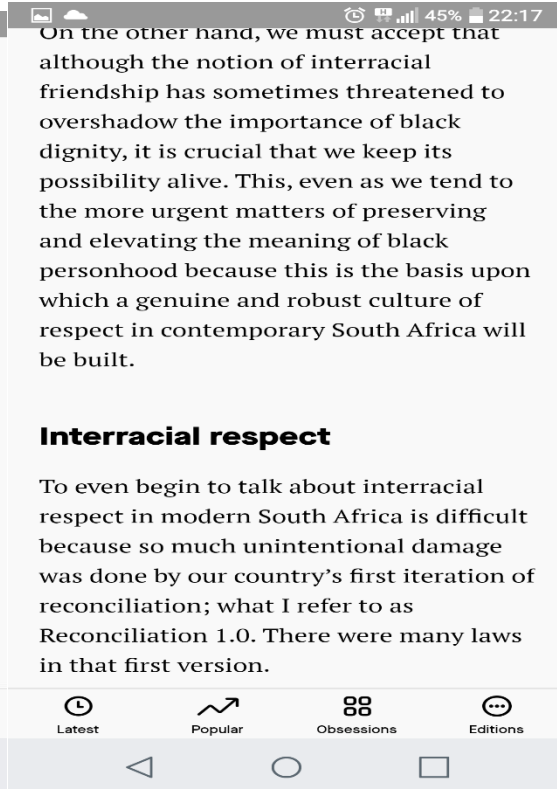 45% 22:17
On the other hand, we must accept that
although the notion of interracial
friendship has sometimes threatened to
overshadow the importance of black
dignity, it is crucial that we keep its
possibility alive. This, even as we tend to
the more urgent matters of preserving
and elevating the meaning of black
personhood because this is the basis upon
which a genuine and robust culture of
respect in contemporary South Africa will
be built.
Interracial respect
To even begin to talk about interracial
respect in modern South Africa is difficult
because so much unintentional damage
was done by our country’s first iteration of
reconciliation; what I refer to as
Reconciliation 1.0. There were many laws
in that first version.
Latest Popular Obsessions Editions